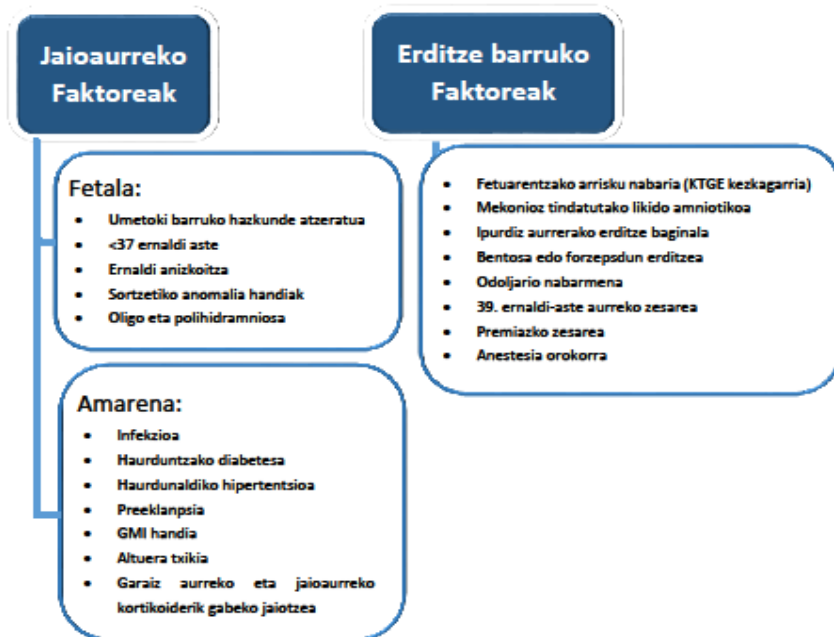 Jaioaurreko
Faktoreak
Fetala:
Umetoki barruko hazkunde atzeratua
<37 ernaldi aste
Ernaldi anizkoitza
Sortzetiko anomalia handiak
Oligo eta polihidramniosa
Amarena:
Infekzioa
Haurduntzako diabetesa
Haurdunaldiko hipertentsioa
Preeklanpsia
GMI handia
Altuera txikia
Garaiz aurreko eta jaioaurreko
kortikoiderik gabeko jaiotzea
Erditze barruko
Faktoreak
Fetuarentzako arrisku nabaria (KTGE kezkagarria)
Mekonioz tindatutako likido amniotikoa
Ipurdiz aurrerako erditze baginala
Bentosa edo forzepsdun erditzea
Odoljario nabarmena
39. ernaldi-aste aurreko zesarea
Premiazko zesarea
Anestesia orokorra